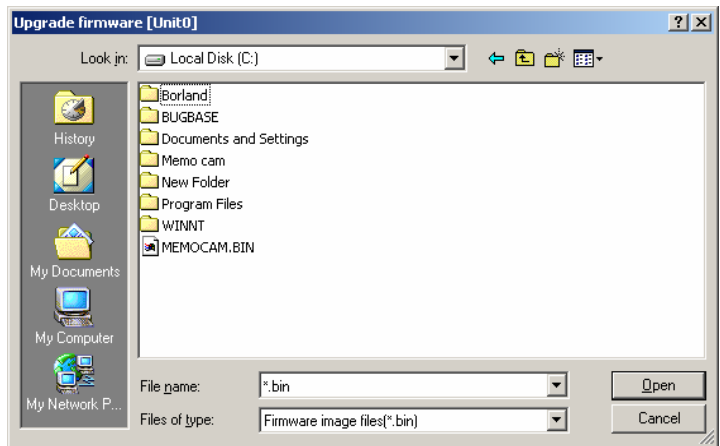 Upgrade firmware [Unit0]
Look in: Local Disk (C:)
History
Desktop
My Documents
My Computer
My Network P...
Borland
BUGBASE
Documents and Settings
Memo cam
New Folder
Program Files
WINNT
MEMOCAM.BIN
File name: *.bin Open
Files of type: Firmware image files(*.bin) Cancel